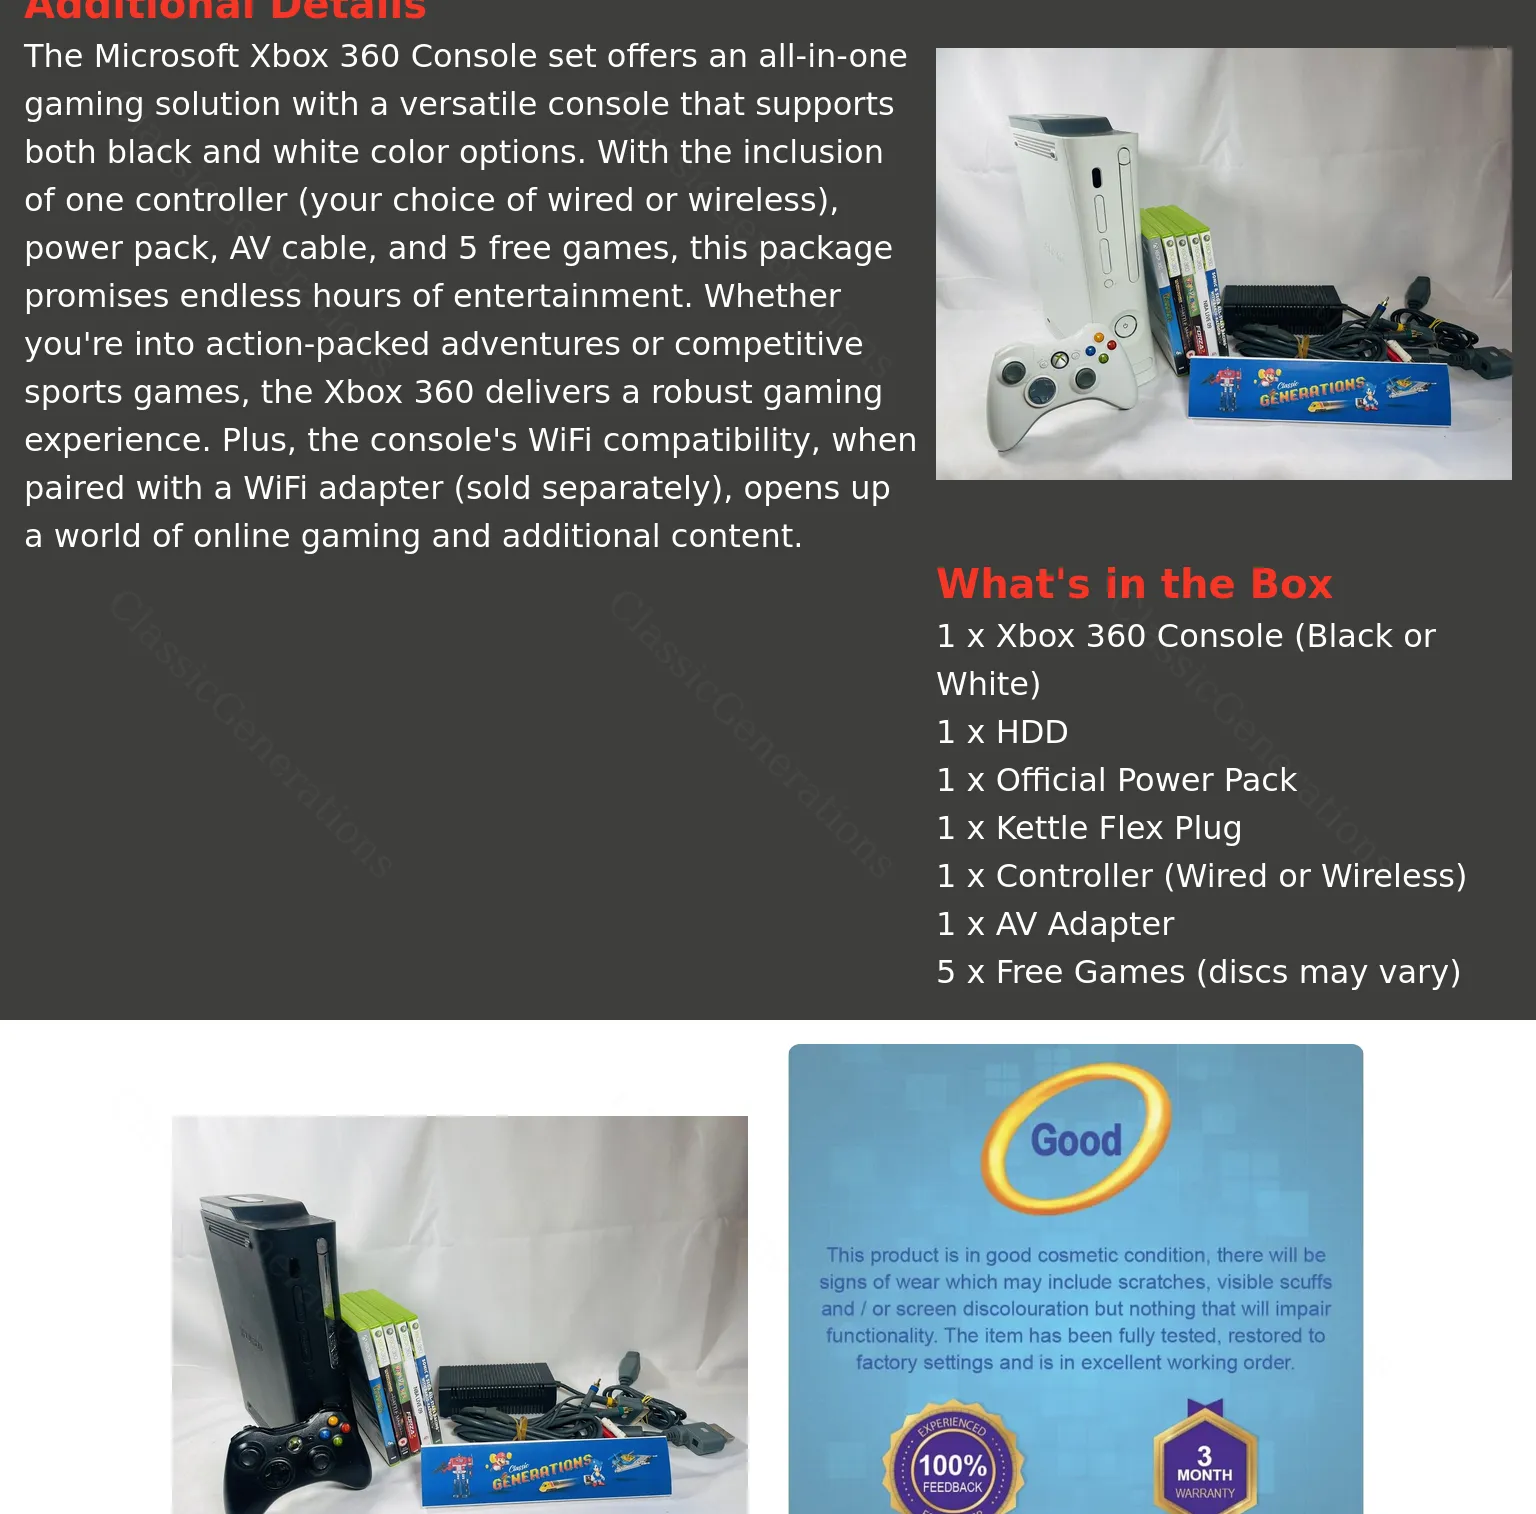 Additional Details
The Microsoft Xbox 360 Console set offers an all-in-one
gaming solution with a versatile console that supports
both black and white color options. With the inclusion
of one controller (your choice of wired or wireless),
power pack, AV cable, and 5 free games, this package
promises endless hours of entertainment. Whether
you're into action-packed adventures or competitive
sports games, the Xbox 360 delivers a robust gaming
experience. Plus, the console's WiFi compatibility, when
paired with a WiFi adapter (sold separately), opens up
a world of online gaming and additional content.
Classic
GENERATIONS
What's in the Box
1 x Xbox 360 Console (Black or
White)
1 x HDD
1 x Official Power Pack
1 x Kettle Flex Plug
1 x Controller (Wired or Wireless)
1 x AV Adapter
5 x Free Games (discs may vary)
ClassicGenerations
ClassicGenerations
ClassicGenerations
Classic
GENERATIONS
Good
This product is in good cosmetic condition, there will be
signs of wear which may include scratches, visible scuffs
and / or screen discolouration but nothing that will impair
functionality. The item has been fully tested, restored to
factory settings and is in excellent working order.
EXPERIENCED
100%
FEEDBACK
3
MONTH
WARRANTY